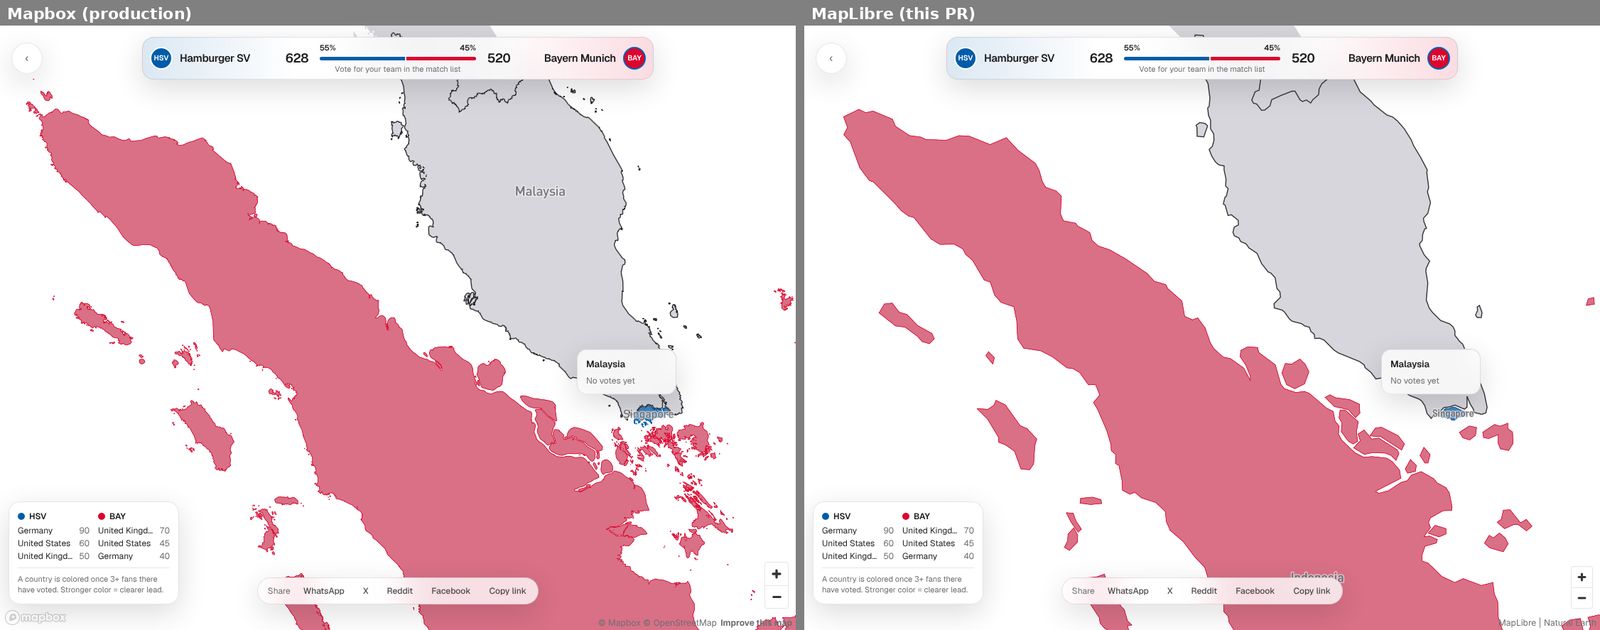 Mapbox (production)
‹
HSV Hamburger SV 628 55% 45% 520 Bayern Munich BAY
Vote for your team in the match list
Malaysia
Malaysia
No votes yet
Singapore
HSV BAY
Germany 90 United Kingd... 70
United States 60 United States 45
United Kingd... 50 Germany 40
A country is colored once 3+ fans there
have voted. Stronger color = clearer lead.
Share WhatsApp X Reddit Facebook Copy link
+
−
mapbox
© Mapbox © OpenStreetMap Improve this map
MapLibre (this PR)
‹
HSV Hamburger SV 628 55% 45% 520 Bayern Munich BAY
Vote for your team in the match list
Malaysia
No votes yet
Singapore
HSV BAY
Germany 90 United Kingd... 70
United States 60 United States 45
United Kingd... 50 Germany 40
A country is colored once 3+ fans there
have voted. Stronger color = clearer lead.
Indonesia
Share WhatsApp X Reddit Facebook Copy link
+
−
MapLibre | Natural Earth